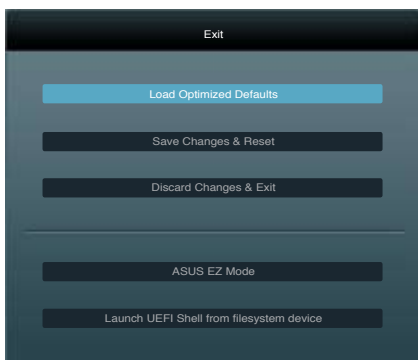 Exit
Load Optimized Defaults
Save Changes & Reset
Discard Changes & Exit
ASUS EZ Mode
Launch UEFI Shell from filesystem device